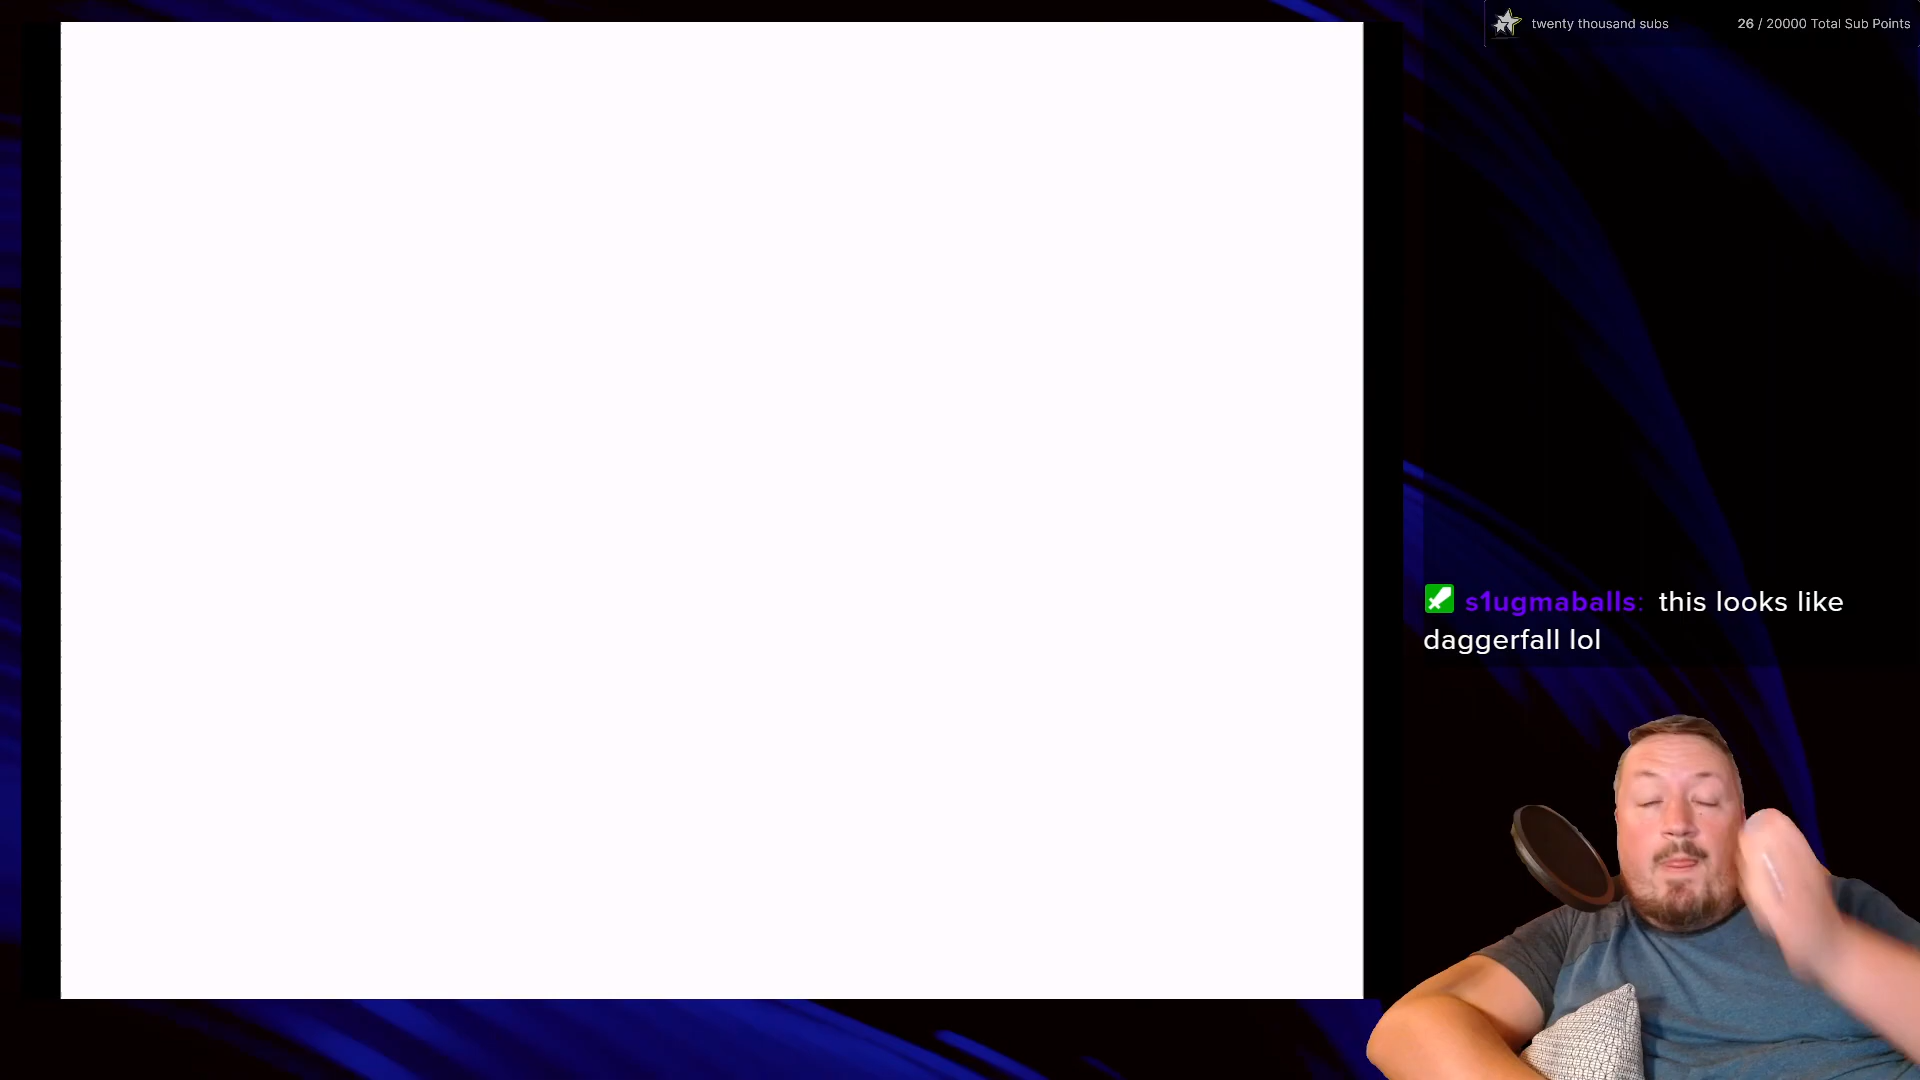 twenty thousand subs 26 / 20000 Total Sub Points
s1ugmaballs: this looks like
daggerfall lol